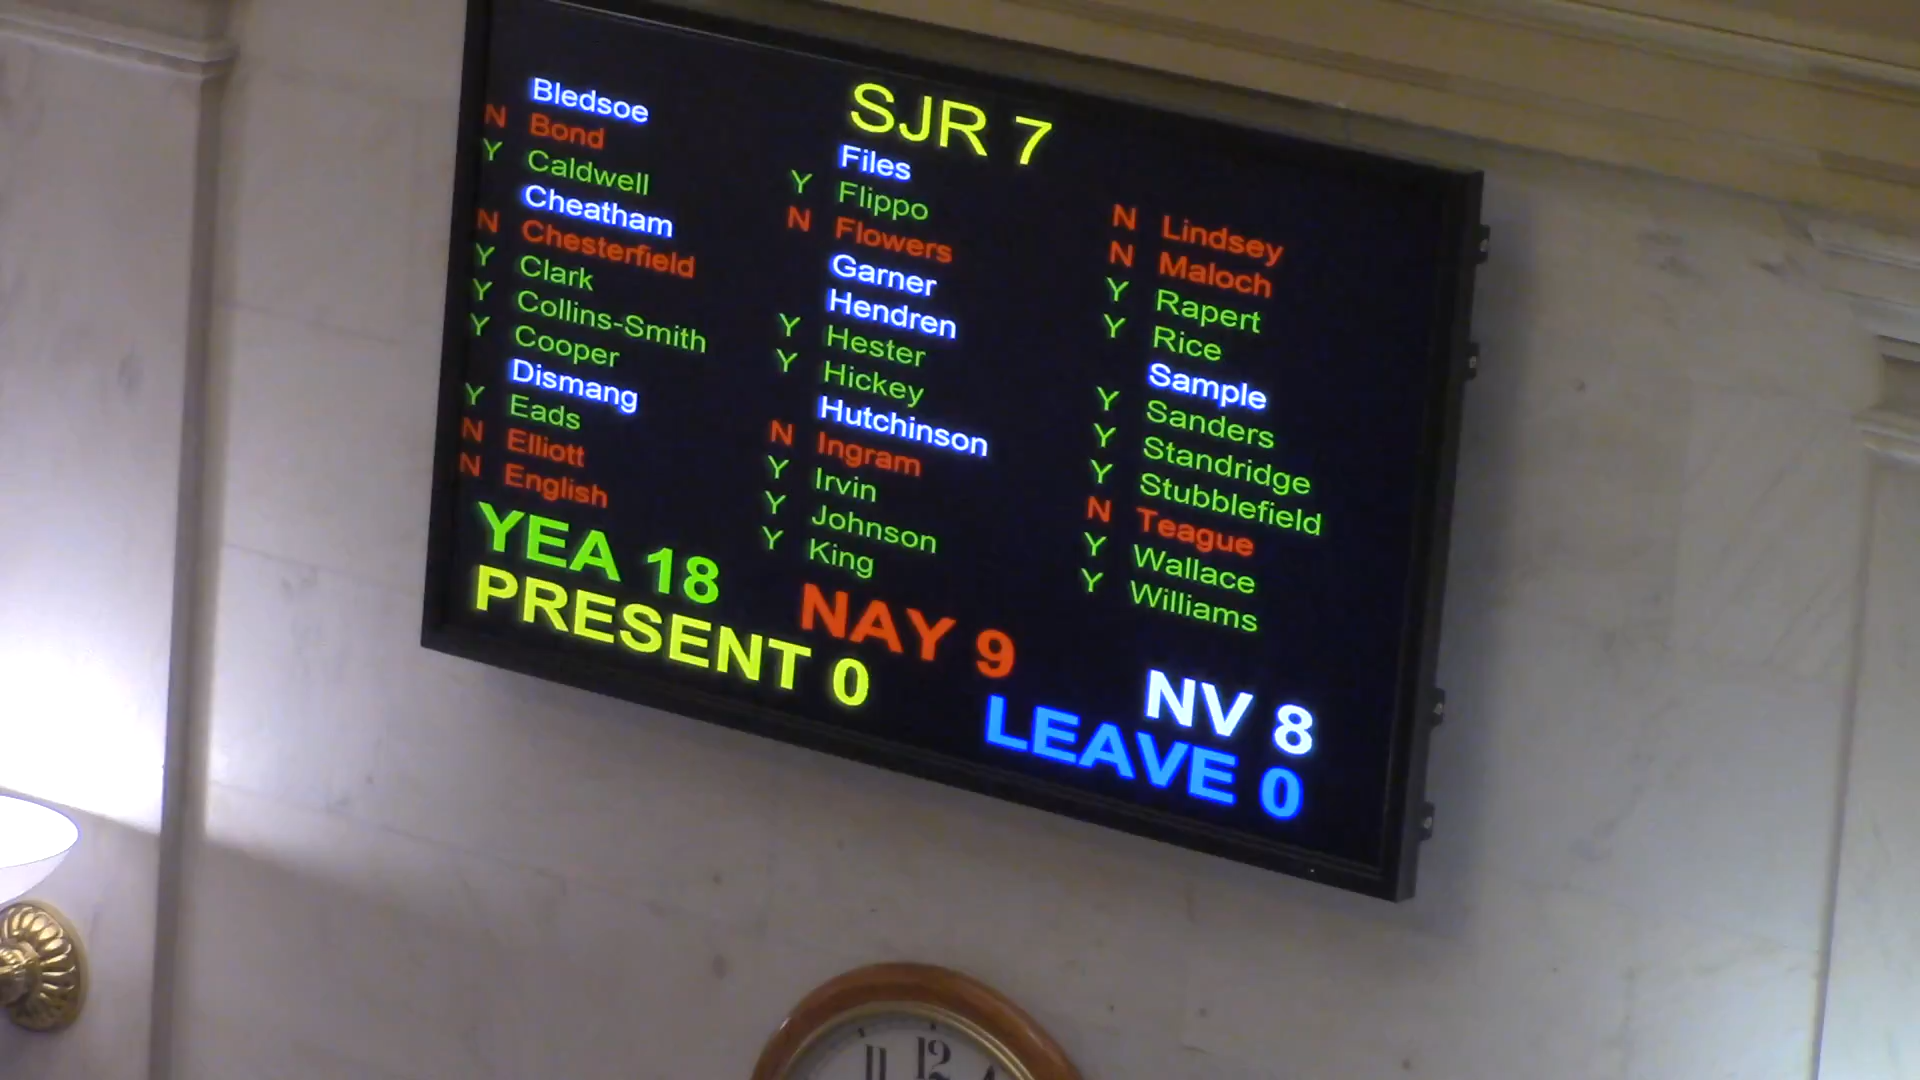 SJR 7
Bledsoe
N Bond
Y Caldwell
Cheatham
N Chesterfield
Y Clark
Y Collins-Smith
Y Cooper
Dismang
Y Eads
N Elliott
N English
Files
Y Flippo
N Flowers
Garner
Hendren
Y Hester
Y Hickey
Hutchinson
N Ingram
Y Irvin
Y Johnson
Y King
N Lindsey
N Maloch
Y Rapert
Y Rice
Sample
Y Sanders
Y Standridge
Y Stubblefield
N Teague
Y Wallace
Y Williams
YEA 18
NAY 9
NV 8
PRESENT 0
LEAVE 0
11 12